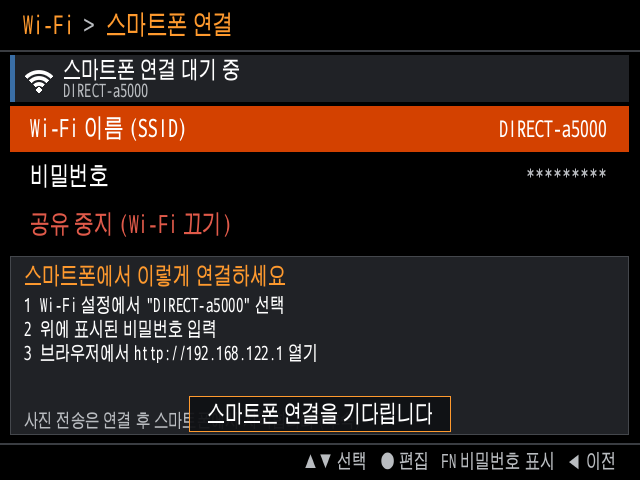 Wi-Fi > 스마트폰 연결
스마트폰 연결 대기 중
DIRECT-a5000
Wi-Fi 이름 (SSID) DIRECT-a5000
비밀번호 *********
공유 중지 (Wi-Fi 끄기)
스마트폰에서 이렇게 연결하세요
1 Wi-Fi 설정에서 "DIRECT-a5000" 선택
2 위에 표시된 비밀번호 입력
3 브라우저에서 http://192.168.122.1 열기
사진 전송은 연결 후 스마트
스마트폰 연결을 기다립니다
▲▼ 선택 ● 편집 FN 비밀번호 표시 ◀ 이전